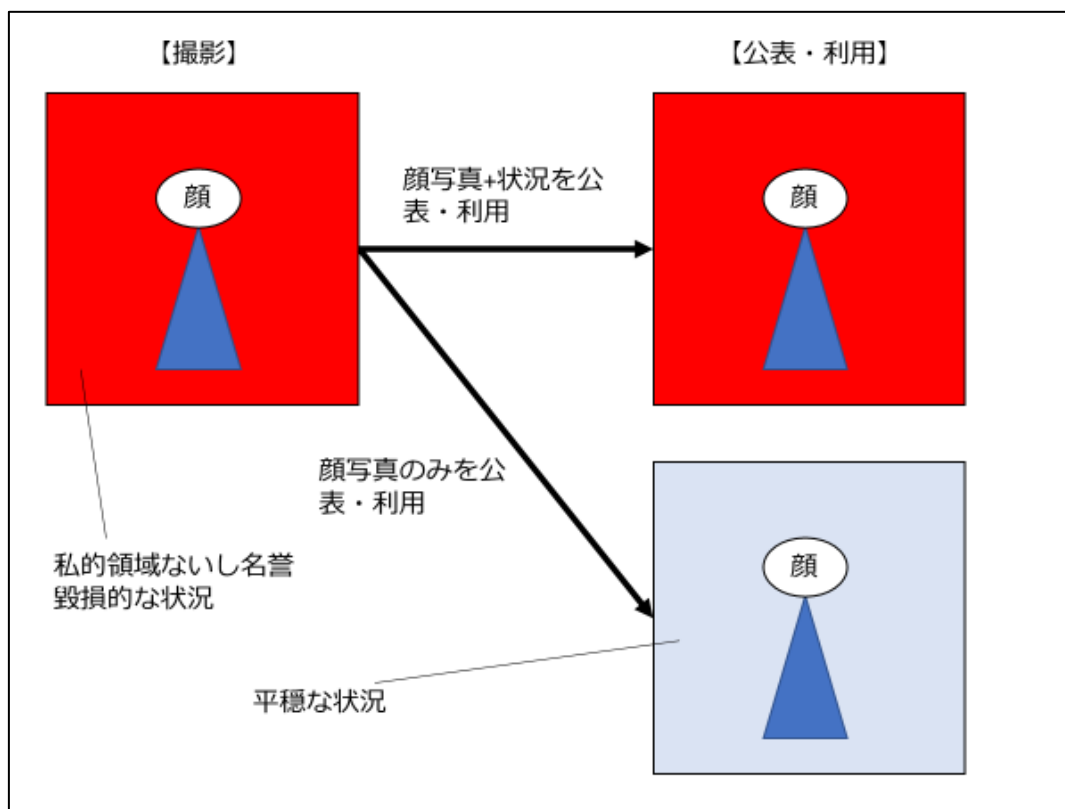 【撮影】
【公表・利用】
顔
顔写真+状況を公
表・利用
顔
顔写真のみを公
表・利用
私的領域ないし名誉
毀損的な状況
顔
平穏な状況